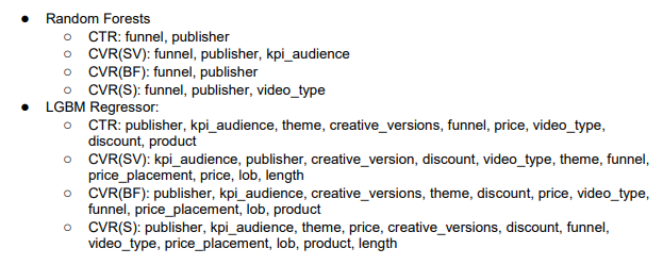 ● Random Forests
○ CTR: funnel, publisher
○ CVR(SV): funnel, publisher, kpi_audience
○ CVR(BF): funnel, publisher
○ CVR(S): funnel, publisher, video_type
● LGBM Regressor:
○ CTR: publisher, kpi_audience, theme, creative_versions, funnel, price, video_type,
discount, product
○ CVR(SV): kpi_audience, publisher, creative_version, discount, video_type, theme, funnel,
price_placement, price, lob, length
○ CVR(BF): publisher, kpi_audience, creative_versions, theme, discount, price, video_type,
funnel, price_placement, lob, product
○ CVR(S): publisher, kpi_audience, theme, price, creative_versions, discount, funnel,
video_type, price_placement, lob, product, length